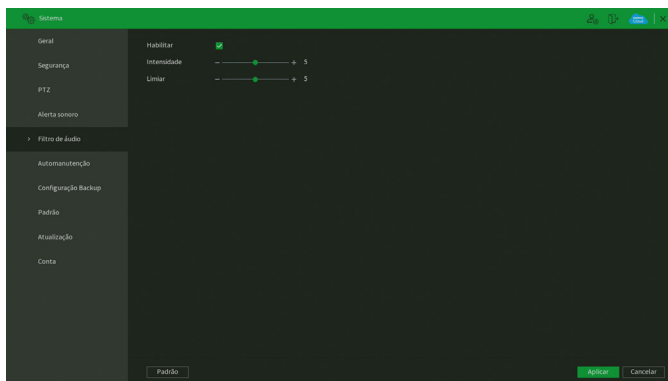 Sistema
Geral
Segurança
PTZ
Alerta sonoro
> Filtro de áudio
Automanutenção
Configuração Backup
Padrão
Atualização
Conta
Habilitar
Intensidade - + 5
Limiar - + 5
Padrão
Aplicar Cancelar